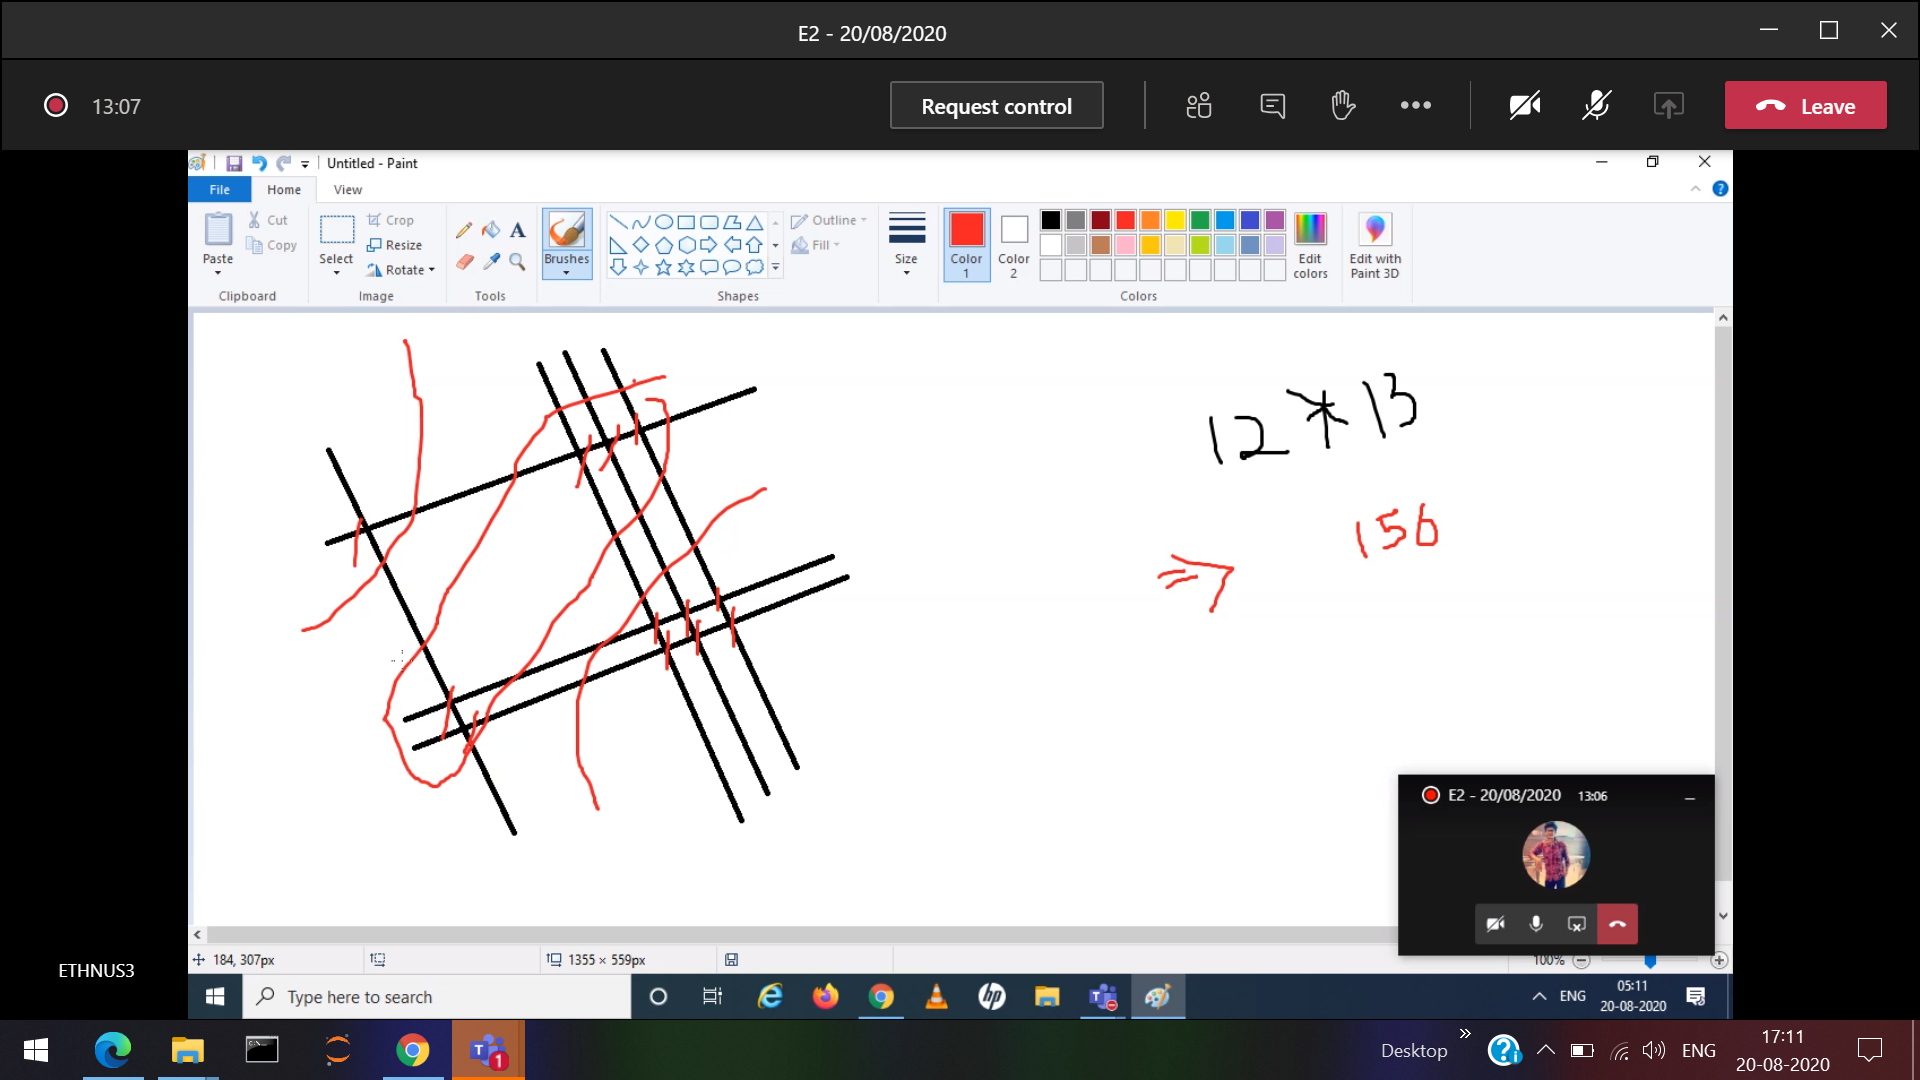 E2 - 20/08/2020
13:07
Request control
Leave
Untitled - Paint
File Home View
Paste
Cut
Copy
Clipboard
Select
Crop
Resize
Rotate
Image
A
Tools
Brushes
Shapes
Outline
Fill
Size
Color 1
Color 2
Edit colors
Colors
Edit with Paint 3D
12 * 13
=> 156
E2 - 20/08/2020 13:06
184, 307px
1355 × 559px
100%
ETHNUS3
Type here to search
hp
ENG
05:11
20-08-2020
1
Desktop
ENG
17:11
20-08-2020